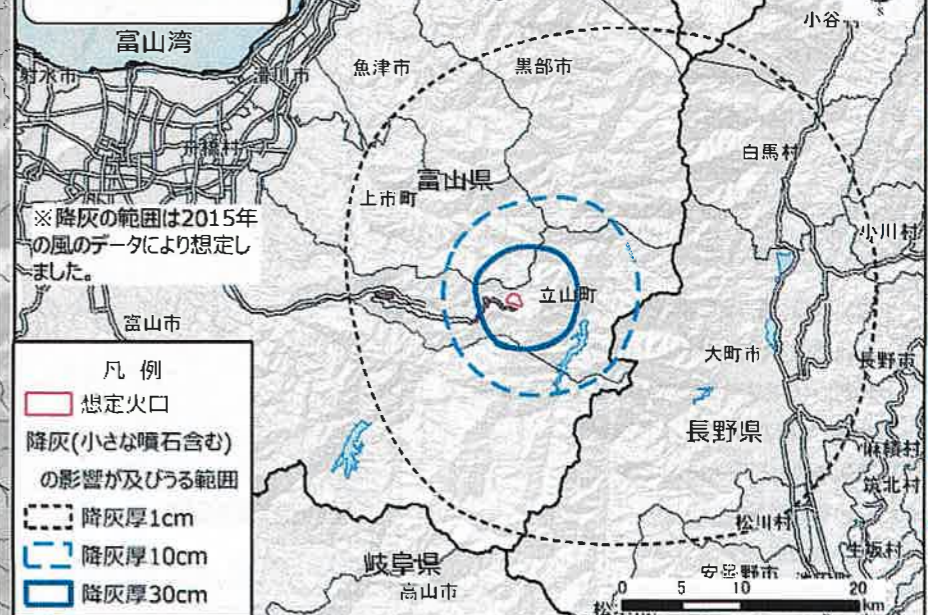 小谷
富山湾
射水市
滑川市
魚津市
黒部市
舟橋村
白馬村
富山県
上市町
※降灰の範囲は2015年
の風のデータにより想定し
ました。
小川村
立山町
富山市
大町市
長野市
凡 例
想定火口
降灰(小さな噴石含む)
の影響が及びうる範囲
降灰厚1cm
降灰厚10cm
降灰厚30cm
長野県
麻績村
筑北村
松川村
生坂村
岐阜県
高山市
安曇野市
池田町
0 5 10 20
km
松
S